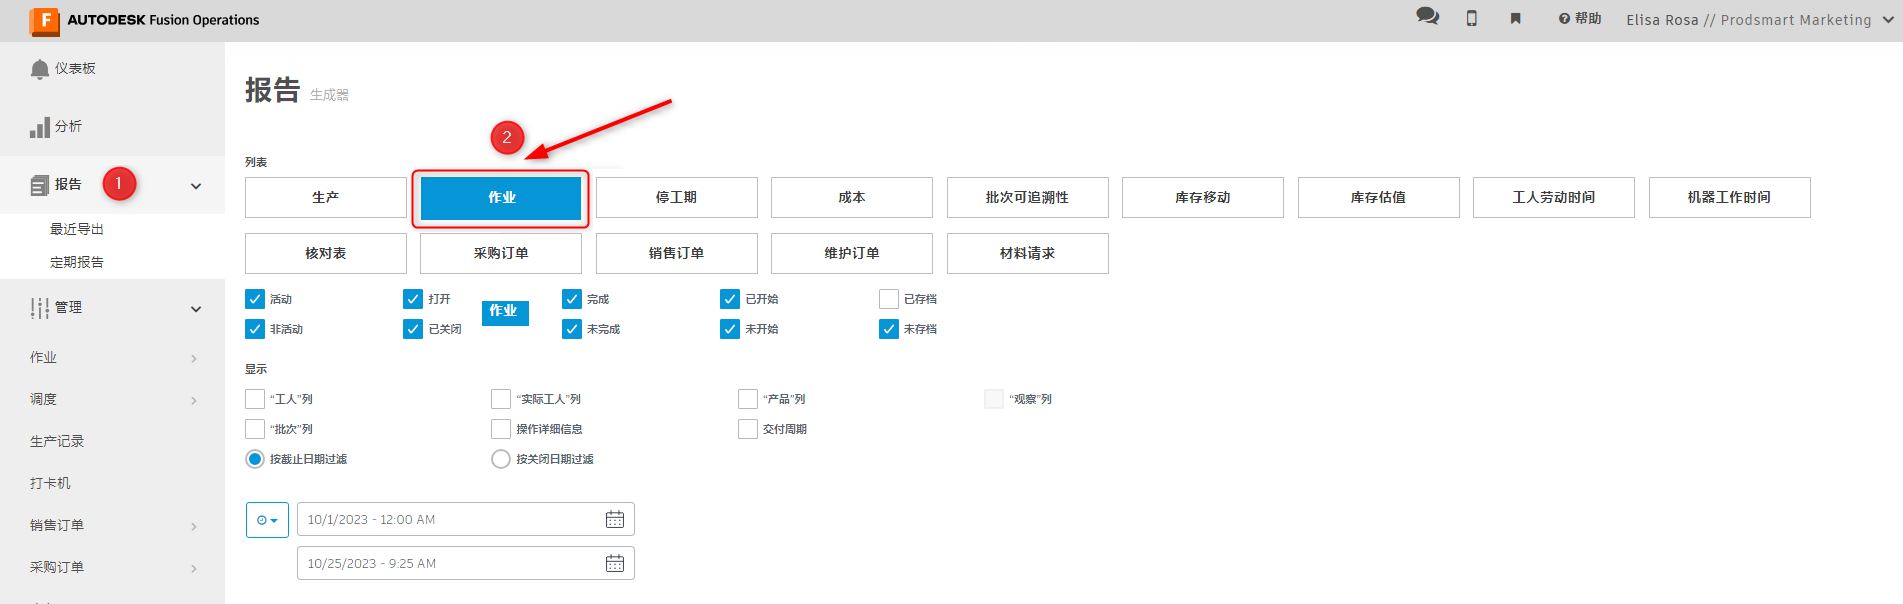 F AUTODESK Fusion Operations
帮助
Elisa Rosa // Prodsmart Marketing
仪表板
分析
报告
1
最近导出
定期报告
管理
作业
调度
生产记录
打卡机
销售订单
采购订单
报告 生成器
2
列表
生产 作业 停工期 成本 批次可追溯性 库存移动 库存估值 工人劳动时间 机器工作时间
核对表 采购订单 销售订单 维护订单 材料请求
活动 打开 完成 已开始 已存档
作业
非活动 已关闭 未完成 未开始 未存档
显示
“工人”列 “实际工人”列 “产品”列 “观察”列
“批次”列 操作详细信息 交付周期
按截止日期过滤 按关闭日期过滤
10/1/2023 - 12:00 AM
10/25/2023 - 9:25 AM